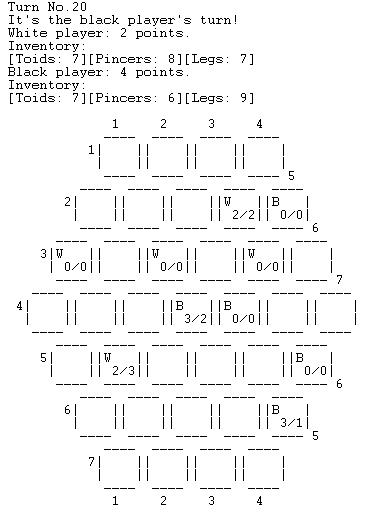 Turn No.20
It's the black player's turn!
White player: 2 points.
Inventory:
[Toids: 7][Pincers: 8][Legs: 7]
Black player: 4 points.
Inventory:
[Toids: 7][Pincers: 6][Legs: 9]
1 2 3 4
1
5
2 W B
2/2 0/0
6
3 W W W
0/0 0/0 0/0
7
4 B B
3/2 0/0
5 W B
2/3 0/0
6
6 B
3/1
5
7
1 2 3 4